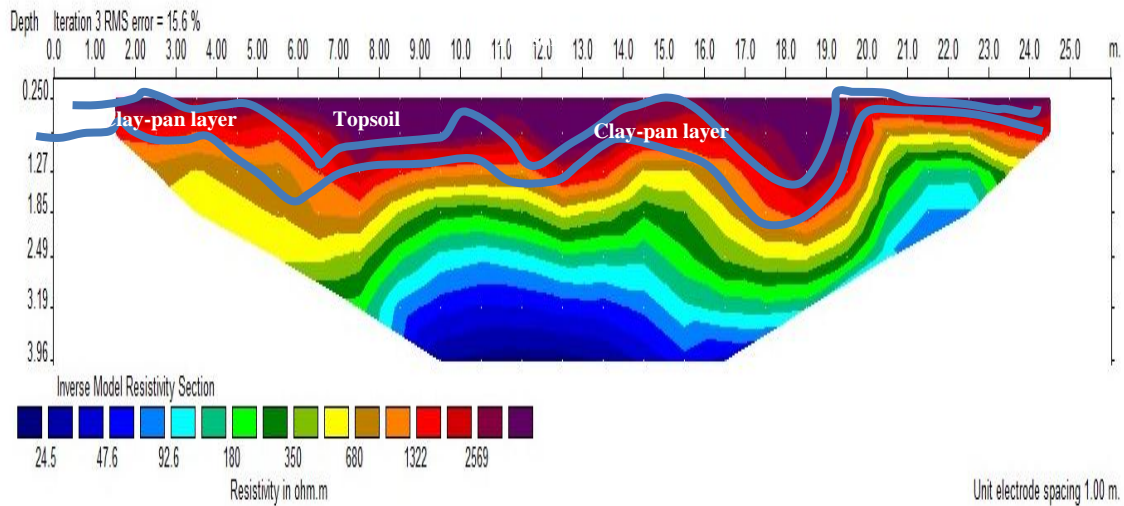 Depth Iteration 3 RMS error = 15.6 %
0.0 1.00 2.00 3.00 4.00 5.00 6.00 7.00 8.00 9.00 10.0 11.0 12.0 13.0 14.0 15.0 16.0 17.0 18.0 19.0 20.0 21.0 22.0 23.0 24.0 25.0 m.
0.250
lay-pan layer Topsoil Clay-pan layer
1.27
1.85
2.49
3.19
3.96
Inverse Model Resistivity Section
24.5 47.6 92.6 180 350 680 1322 2569
Resistivity in ohm.m Unit electrode spacing 1.00 m.